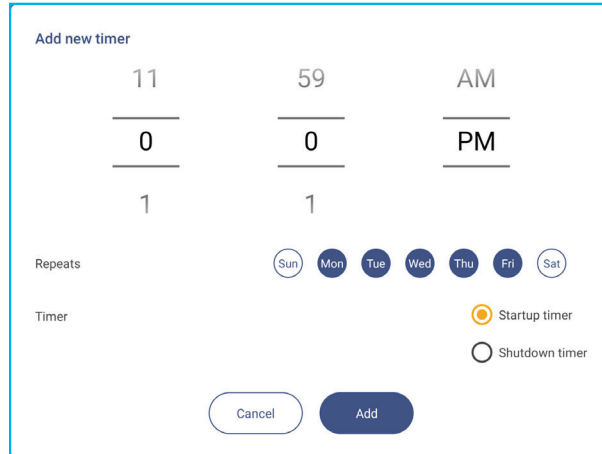 Add new timer
11 59 AM
0 0 PM
1 1
Repeats Sun Mon Tue Wed Thu Fri Sat
Timer Startup timer
Shutdown timer
Cancel Add